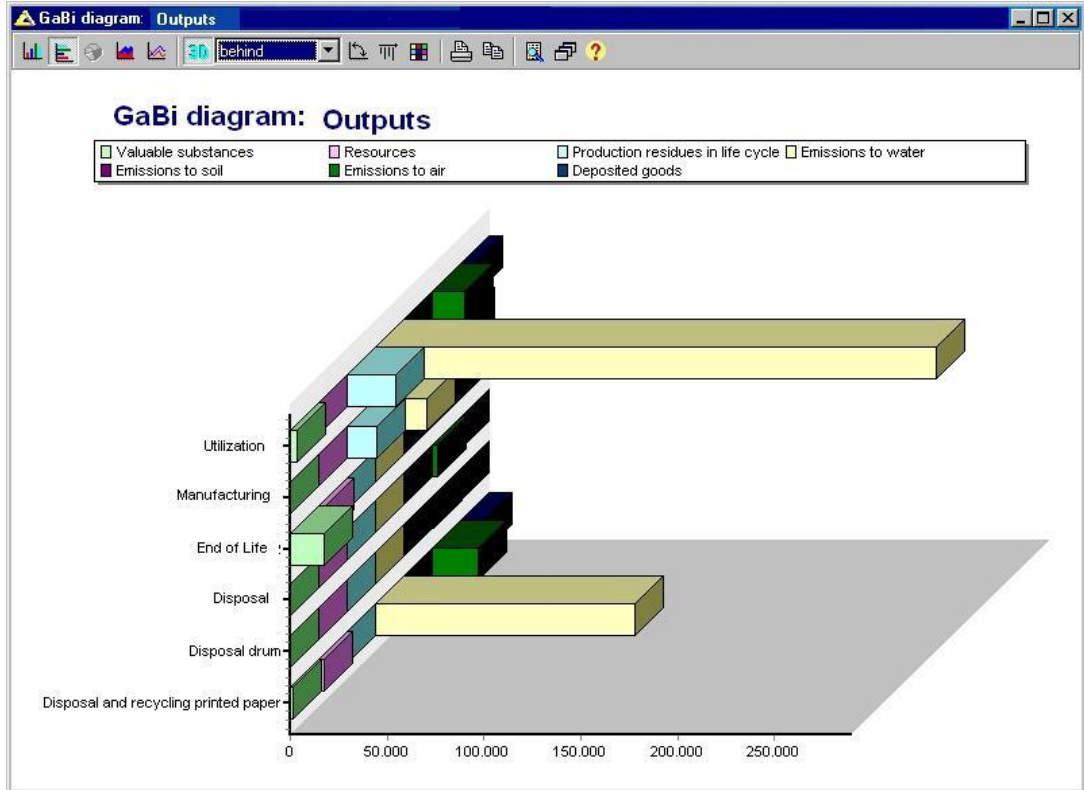 GaBi diagram: Outputs
3D behind ?
GaBi diagram: Outputs
Valuable substances Resources Production residues in life cycle Emissions to water
Emissions to soil Emissions to air Deposited goods
Utilization
Manufacturing
End of Life
Disposal
Disposal drum
Disposal and recycling printed paper
0 50.000 100.000 150.000 200.000 250.000